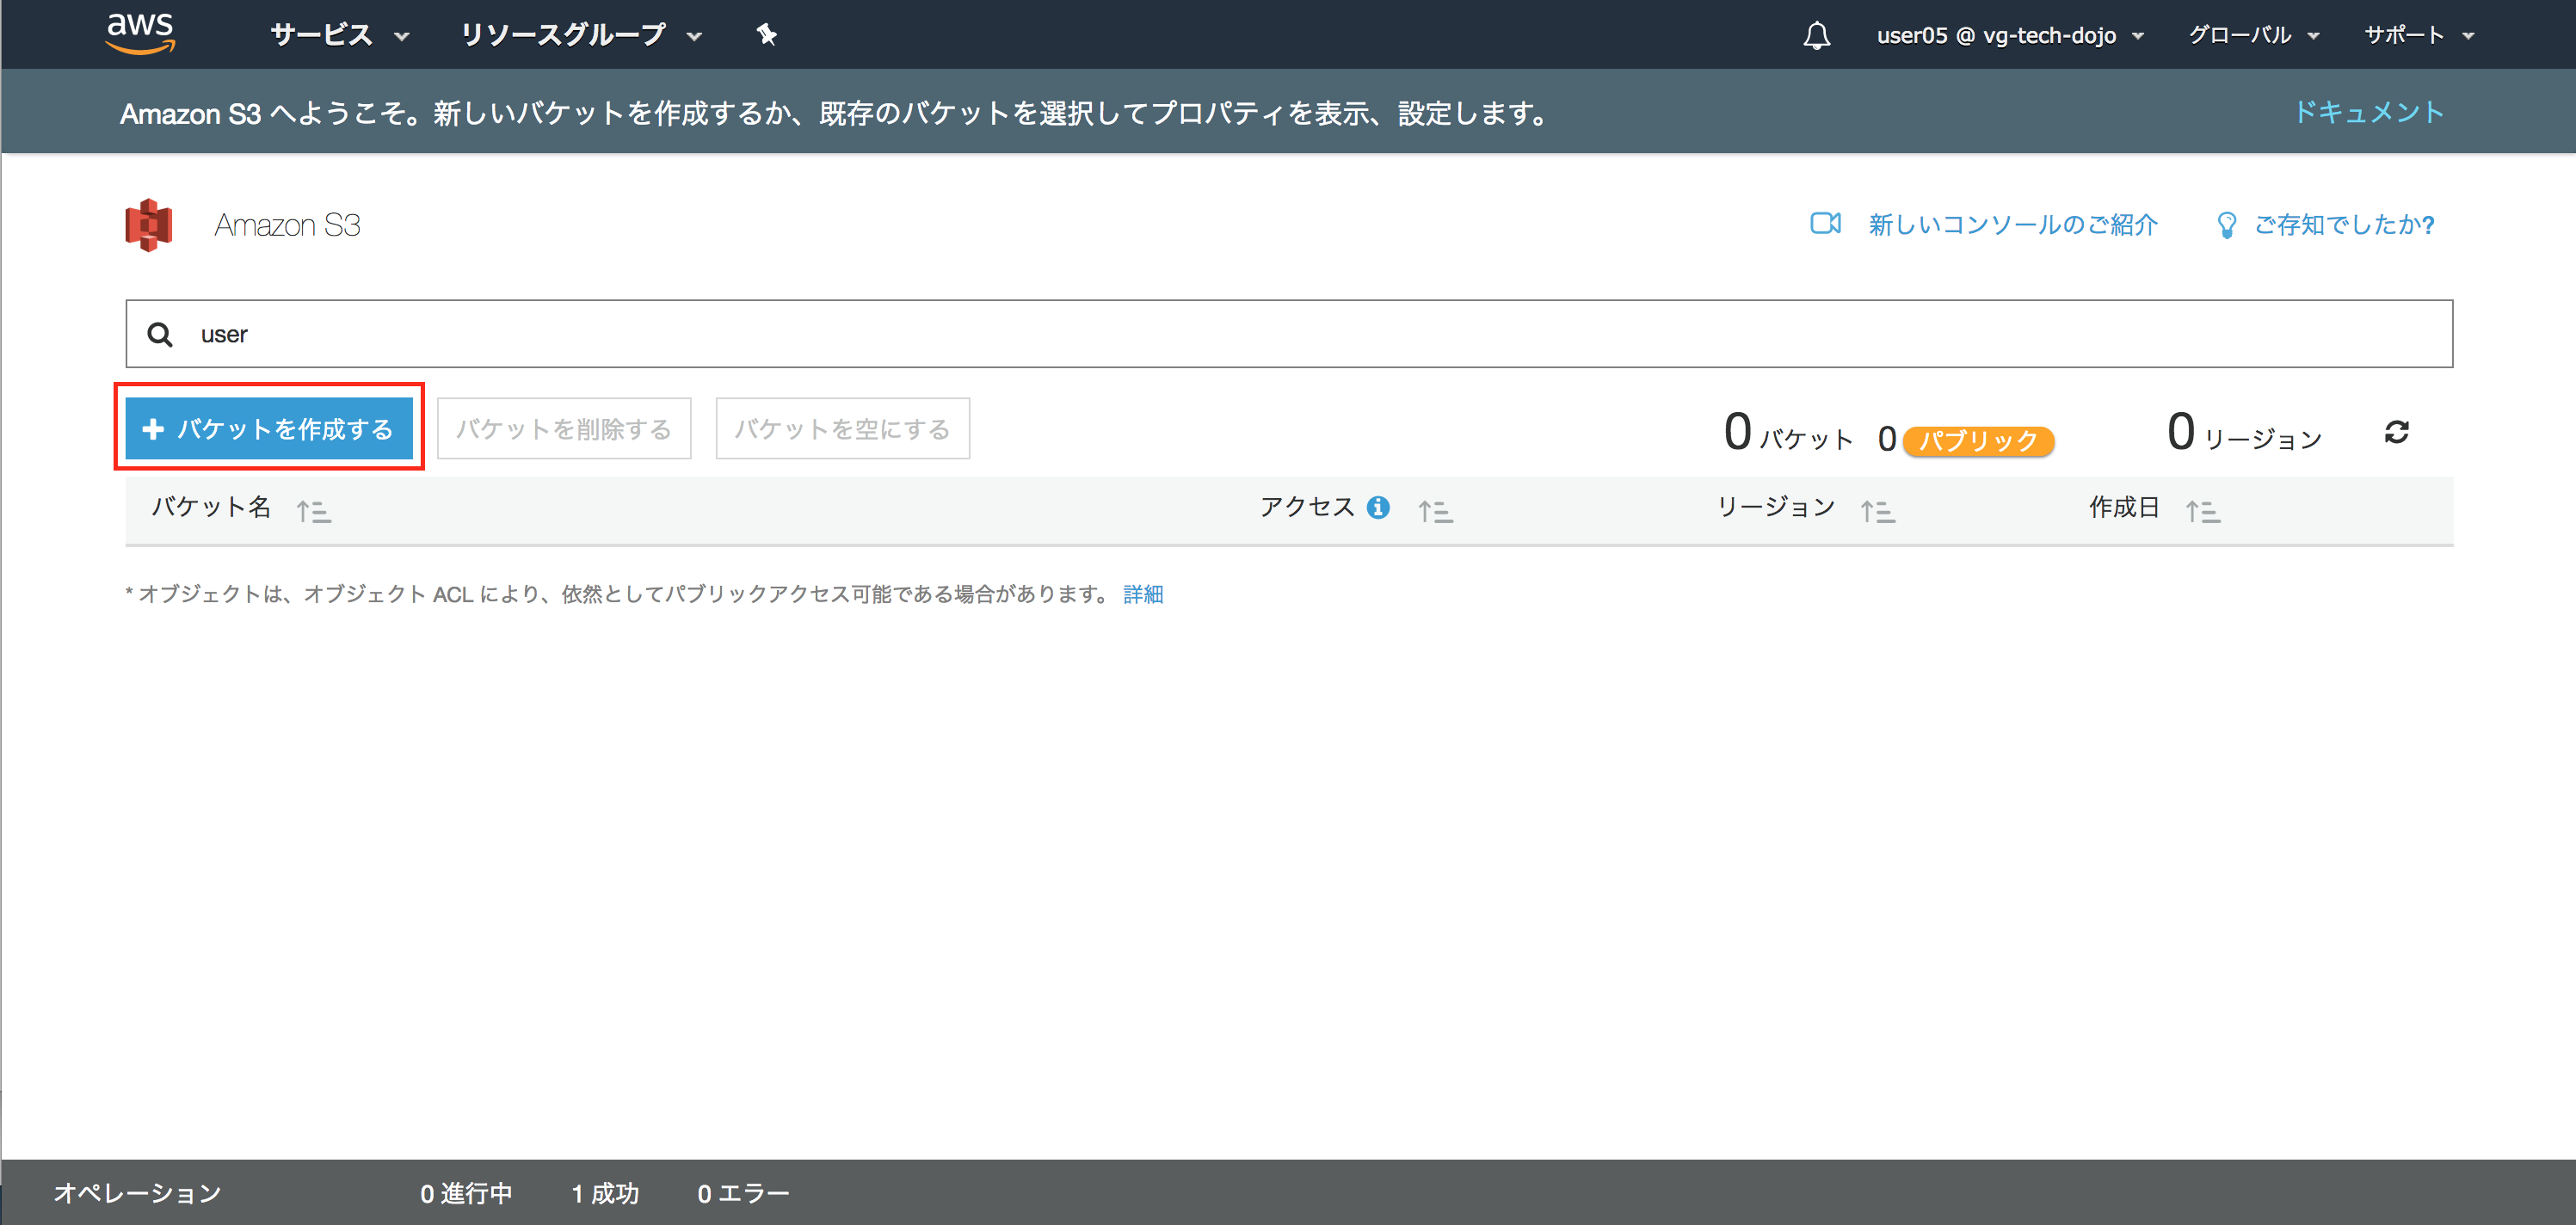 aws サービス リソースグループ user05 @ vg-tech-dojo グローバル サポート
Amazon S3 へようこそ。新しいバケットを作成するか、既存のバケットを選択してプロパティを表示、設定します。 ドキュメント
Amazon S3 新しいコンソールのご紹介 ご存知でしたか?
user
バケットを作成する バケットを削除する バケットを空にする 0 バケット 0 パブリック 0 リージョン
バケット名 アクセス リージョン 作成日
* オブジェクトは、オブジェクト ACL により、依然としてパブリックアクセス可能である場合があります。 詳細
オペレーション 0 進行中 1 成功 0 エラー